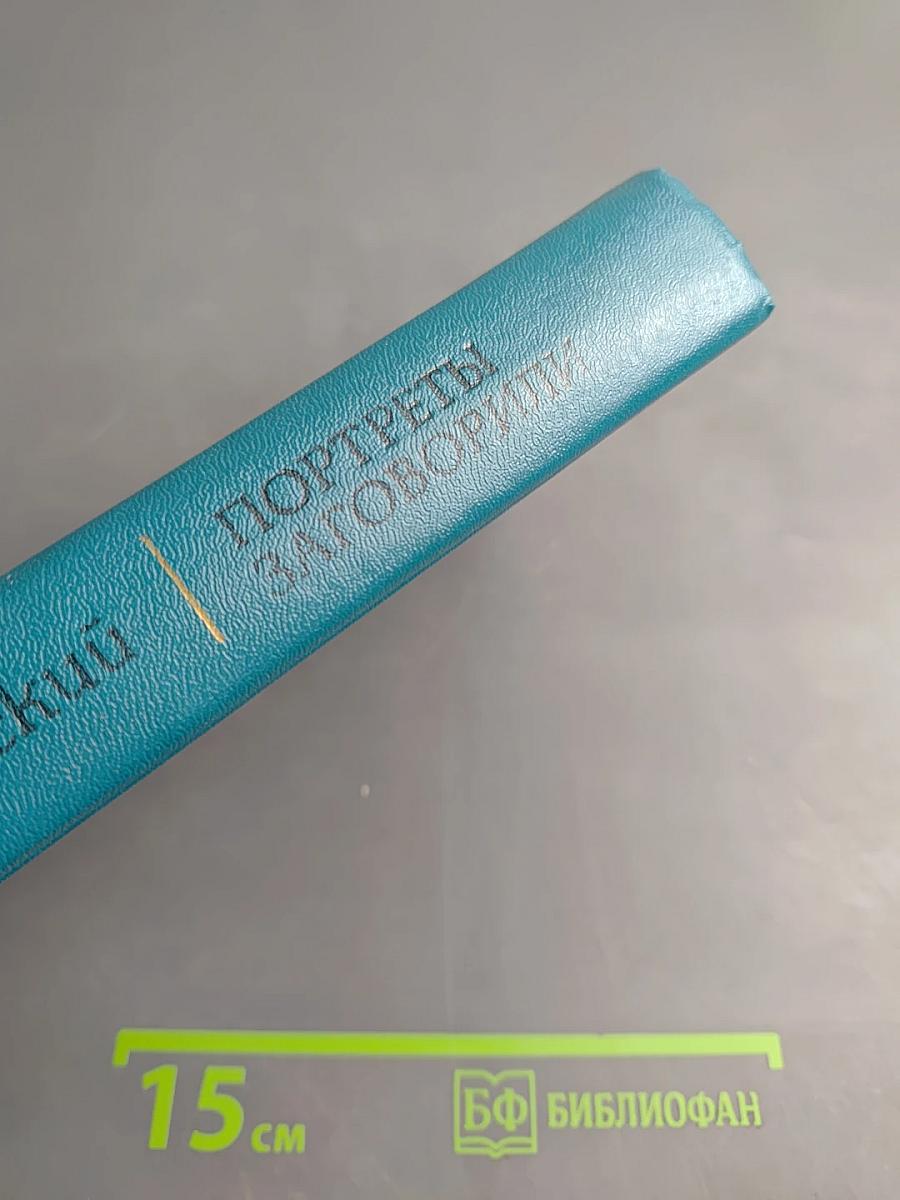 ский
ПОРТРЕТЫ
ЗАГОВОРИЛИ
15 см
БФ БИБЛИОФАН